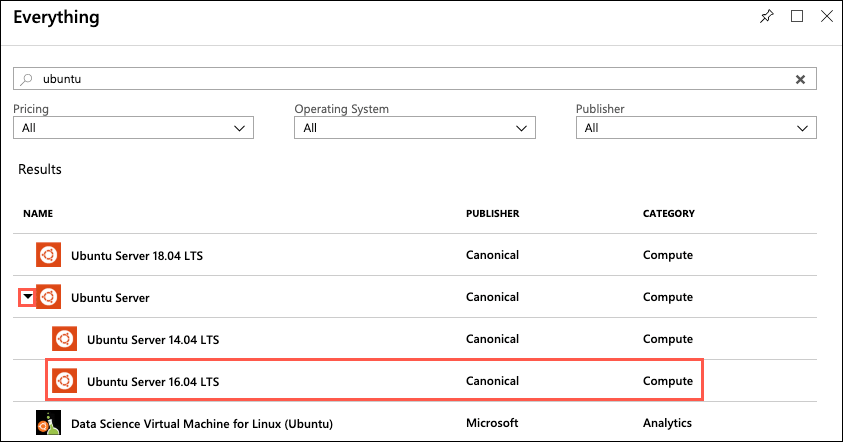 Everything
ubuntu
Pricing Operating System Publisher
All All All
Results
NAME PUBLISHER CATEGORY
Ubuntu Server 18.04 LTS Canonical Compute
Ubuntu Server Canonical Compute
Ubuntu Server 14.04 LTS Canonical Compute
Ubuntu Server 16.04 LTS Canonical Compute
Data Science Virtual Machine for Linux (Ubuntu) Microsoft Analytics